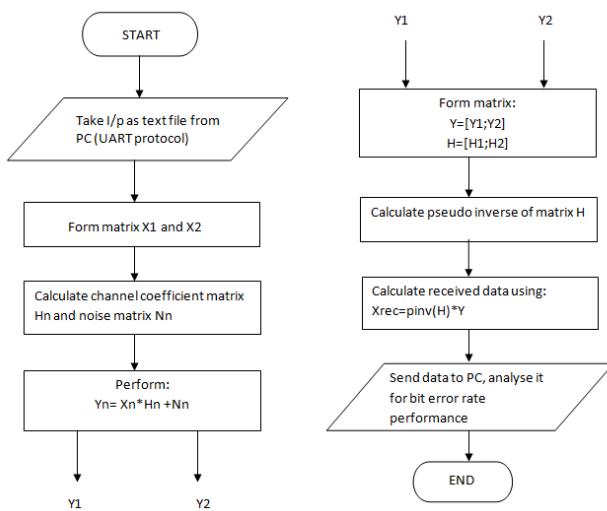 START
Take I/p as text file from
PC (UART protocol)
Form matrix X1 and X2
Calculate channel coefficient matrix
Hn and noise matrix Nn
Perform:
Yn= Xn*Hn +Nn
Y1
Y2
Y1
Y2
Form matrix:
Y=[Y1;Y2]
H=[H1;H2]
Calculate pseudo inverse of matrix H
Calculate received data using:
Xrec=pinv(H)*Y
Send data to PC, analyse it
for bit error rate
performance
END